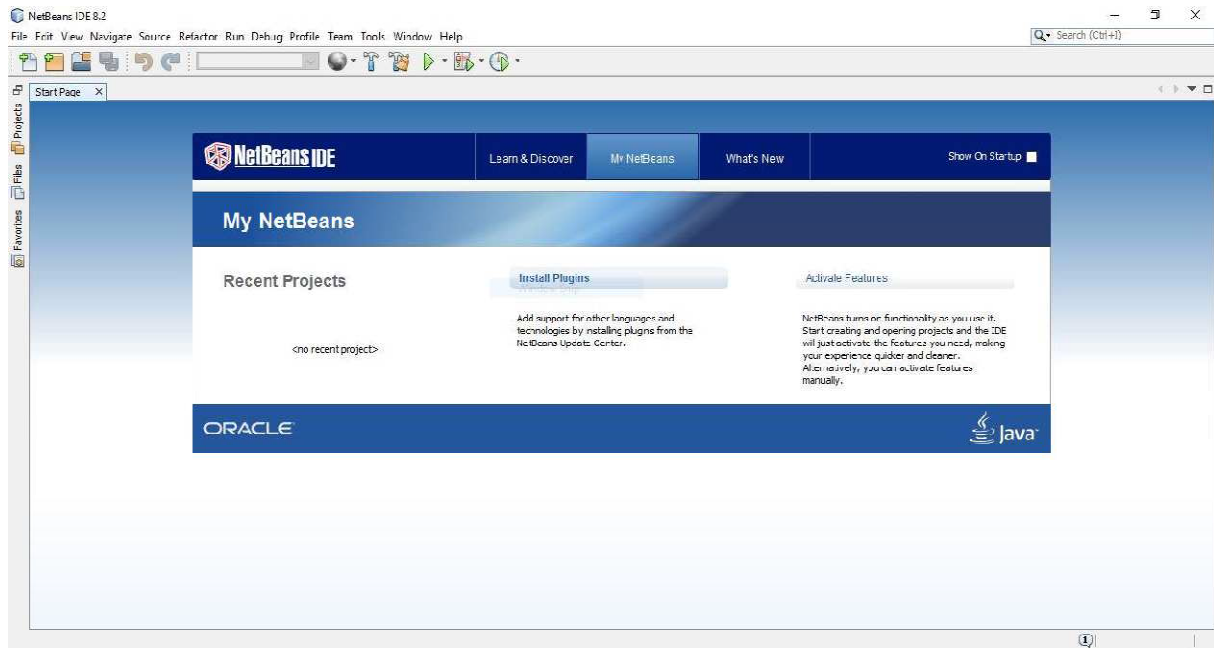 NetBeans IDE 8.2
File Edit View Navigate Source Refactor Run Debug Profile Team Tools Window Help
Search (Ctrl+I)
Start Page
Projects
Files
Favorites
NetBeans IDE
Learn & Discover
My NetBeans
What's New
Show On Startup
My NetBeans
Recent Projects
<no recent project>
Install Plugins
Add support for other languages and
technologies by installing plugins from the
NetBeans Update Center.
Activate Features
NetBeans turns on functionality as you use it.
Start creating and opening projects and the IDE
will just activate the features you need, making
your experience quicker and cleaner.
Alternatively, you can activate features
manually.
ORACLE
Java
1